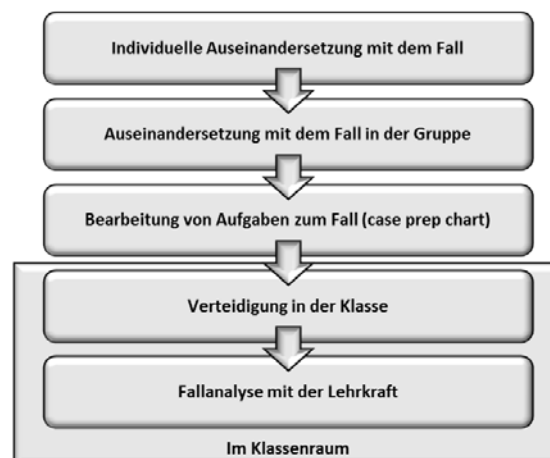 Individuelle Auseinandersetzung mit dem Fall
Auseinandersetzung mit dem Fall in der Gruppe
Bearbeitung von Aufgaben zum Fall (case prep chart)
Verteidigung in der Klasse
Fallanalyse mit der Lehrkraft
Im Klassenraum